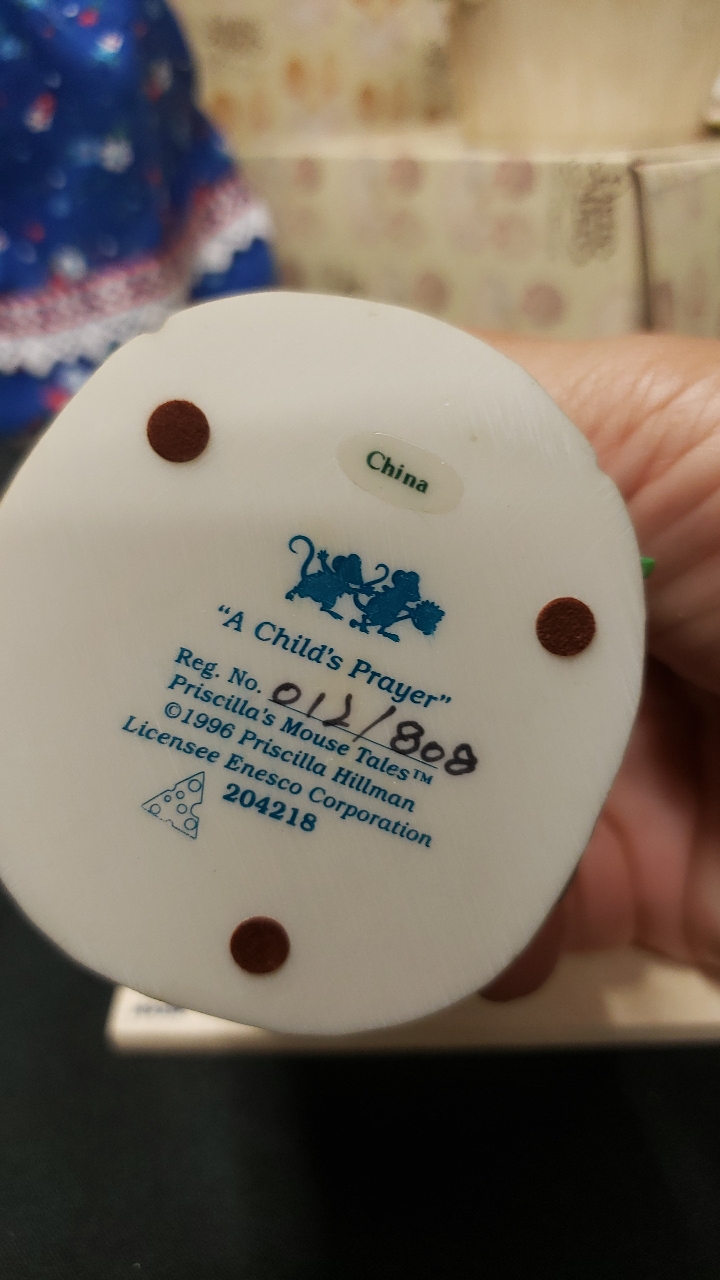 China
"A Child's Prayer"
Reg. No. 012/808
Priscilla's Mouse Tales™
©1996 Priscilla Hillman
Licensee Enesco Corporation
204218